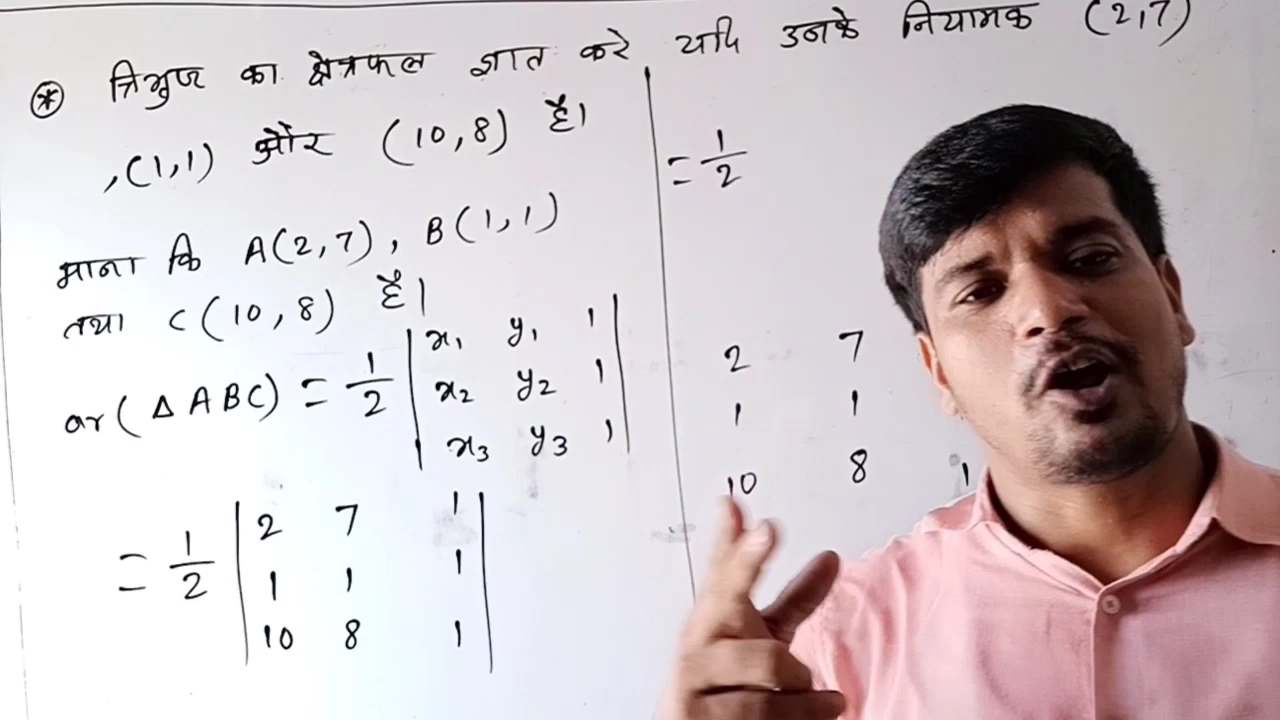 * त्रिभुज का क्षेत्रफल ज्ञात करे यदि उनके नियामक (2,7)
,(1,1) और (10,8) है।
माना कि A(2,7), B(1,1)
तथा C(10,8) है।
ar(ΔABC) = 1/2 | x₁ y₁ 1
x₂ y₂ 1
x₃ y₃ 1 |
= 1/2 | 2 7 1
1 1 1
10 8 1 |
= 1/2
2 7
1 1
10 8 1